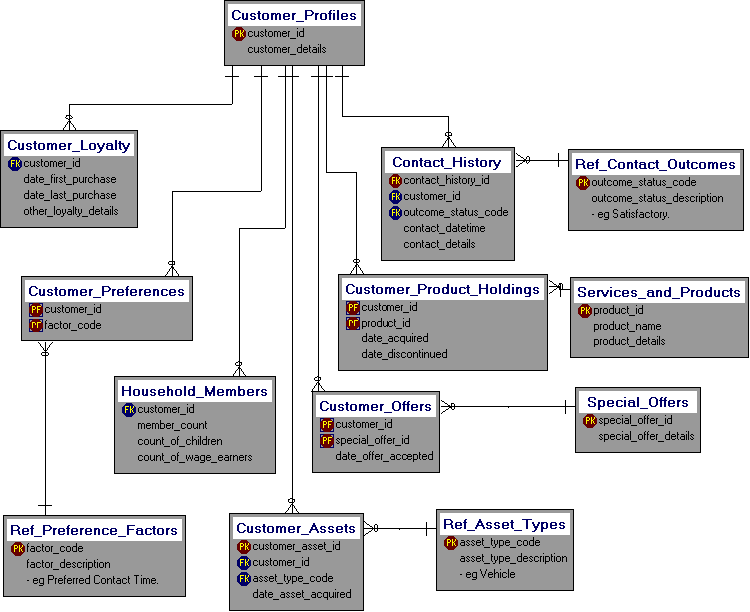 Customer_Profiles
PK customer_id
customer_details
Customer_Loyalty
FK customer_id
date_first_purchase
date_last_purchase
other_loyalty_details
Contact_History
FK contact_history_id
FK customer_id
FK outcome_status_code
contact_datetime
contact_details
Ref_Contact_Outcomes
PK outcome_status_code
outcome_status_description
- eg Satisfactory.
Customer_Preferences
PF customer_id
PF factor_code
Customer_Product_Holdings
PF customer_id
PF product_id
date_acquired
date_discontinued
Services_and_Products
PK product_id
product_name
product_details
Household_Members
FK customer_id
member_count
count_of_children
count_of_wage_earners
Customer_Offers
PF customer_id
PF special_offer_id
date_offer_accepted
Special_Offers
PK special_offer_id
special_offer_details
Ref_Preference_Factors
PK factor_code
factor_description
- eg Preferred Contact Time.
Customer_Assets
PK customer_asset_id
FK customer_id
FK asset_type_code
date_asset_acquired
Ref_Asset_Types
PK asset_type_code
asset_type_description
- eg Vehicle